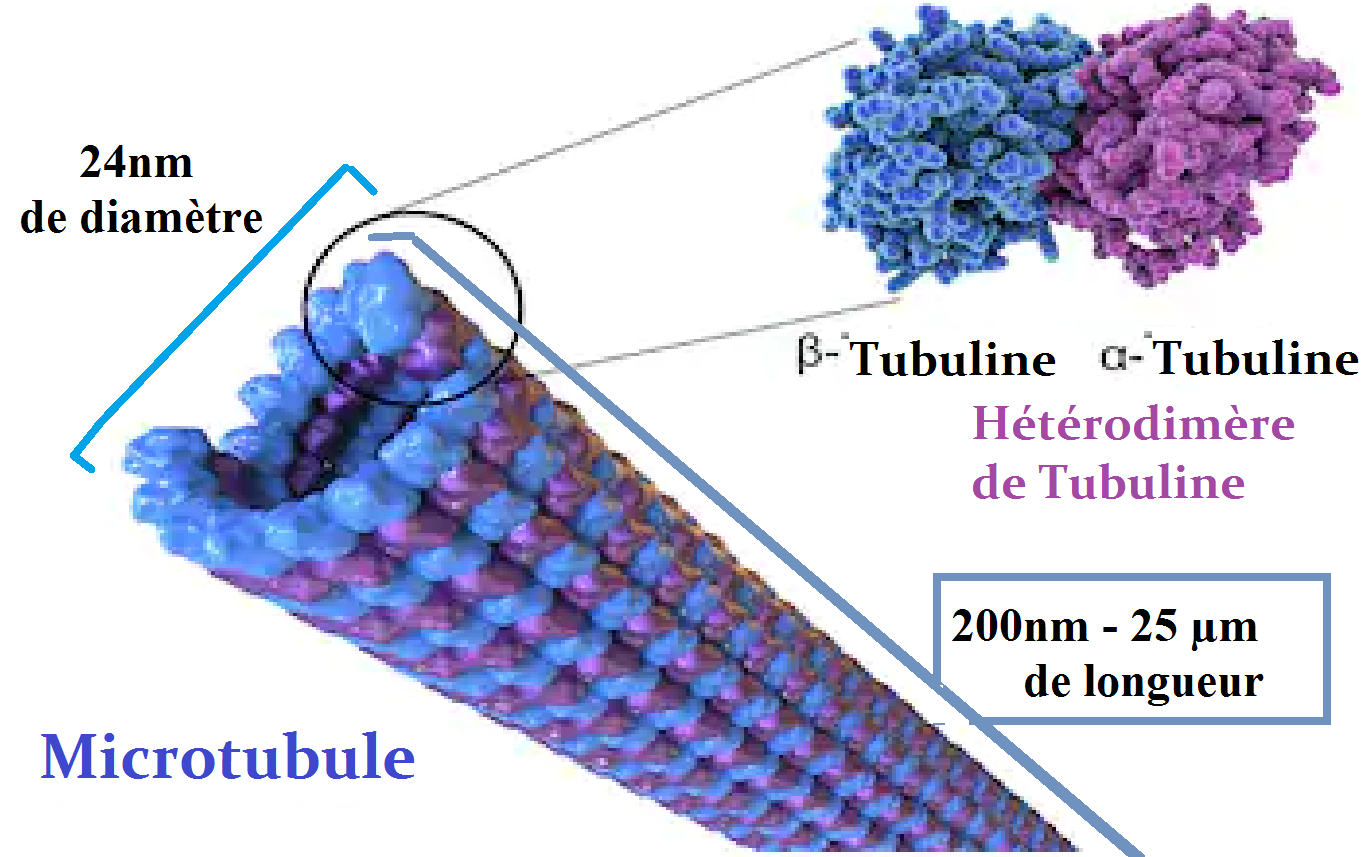 24nm
de diamètre
β-Tubuline
α-Tubuline
Hétérodimère
de Tubuline
200nm - 25 µm
de longueur
Microtubule